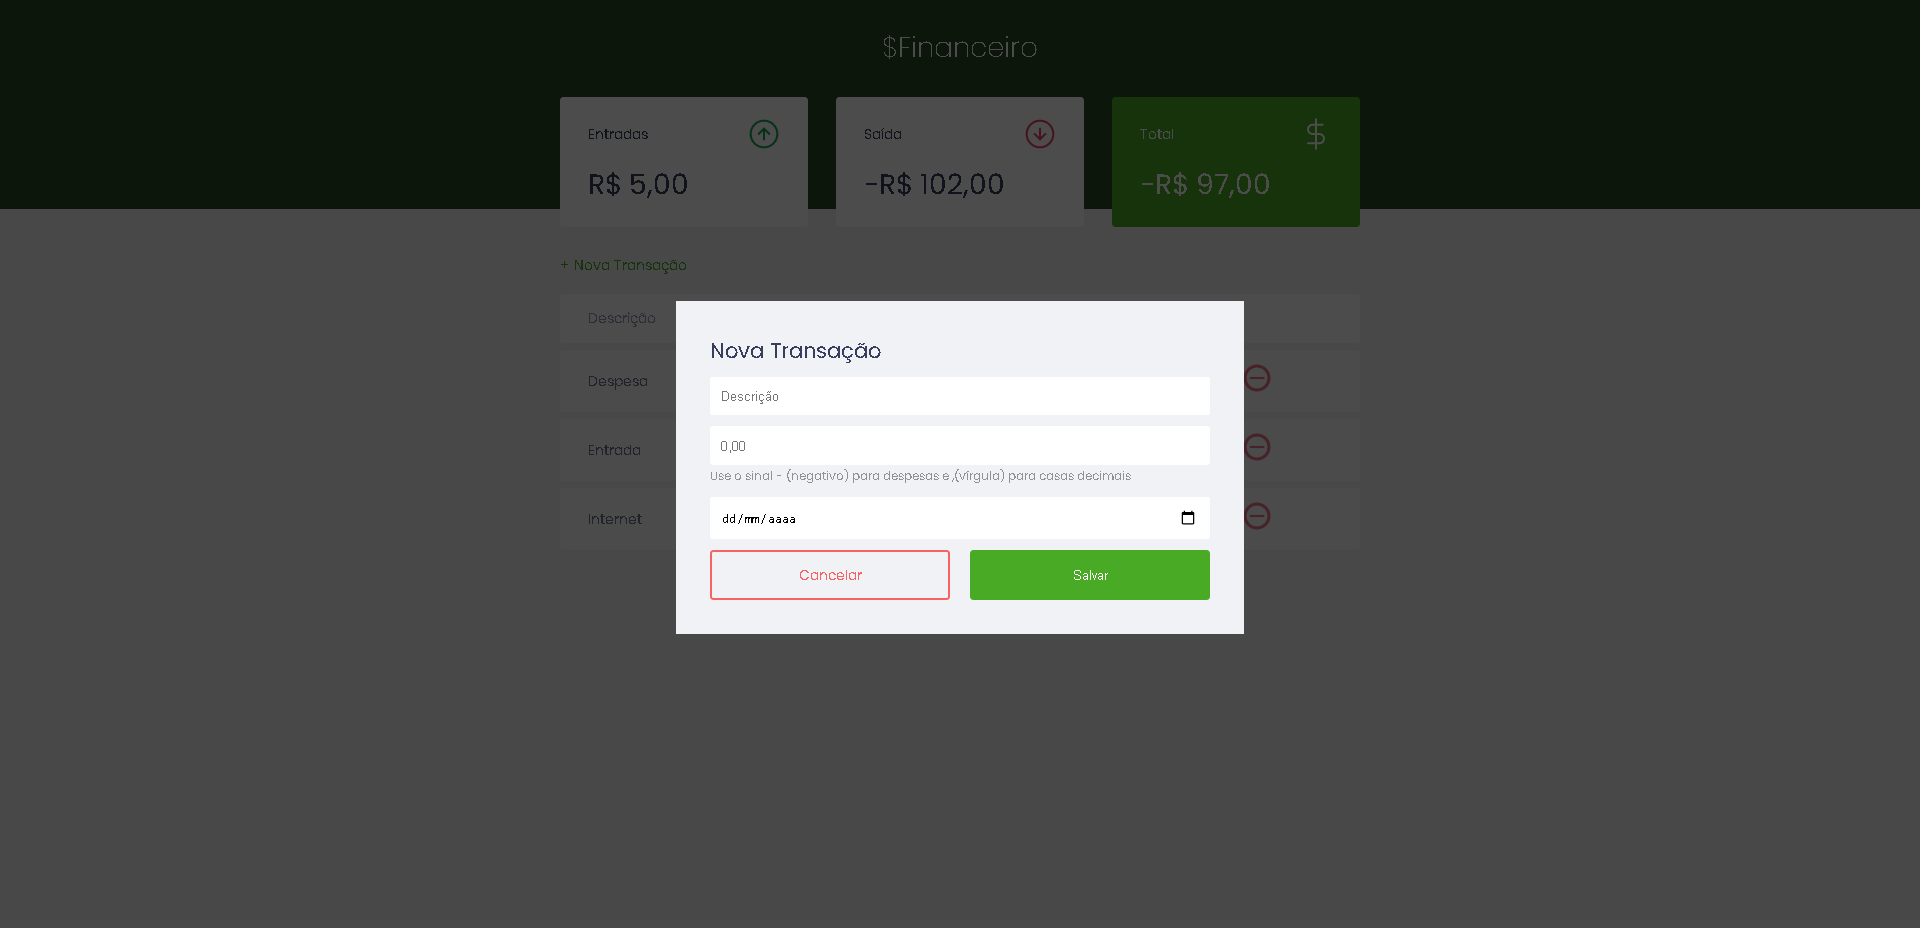 $Financeiro
Entradas
R$ 5,00
Saída
-R$ 102,00
Total
$
-R$ 97,00
+ Nova Transação
Descrição
Despesa
Entrada
Internet
Nova Transação
Descrição
0,00
Use o sinal - (negativo) para despesas e ,(vírgula) para casas decimais
dd/mm/aaaa
Cancelar
Salvar